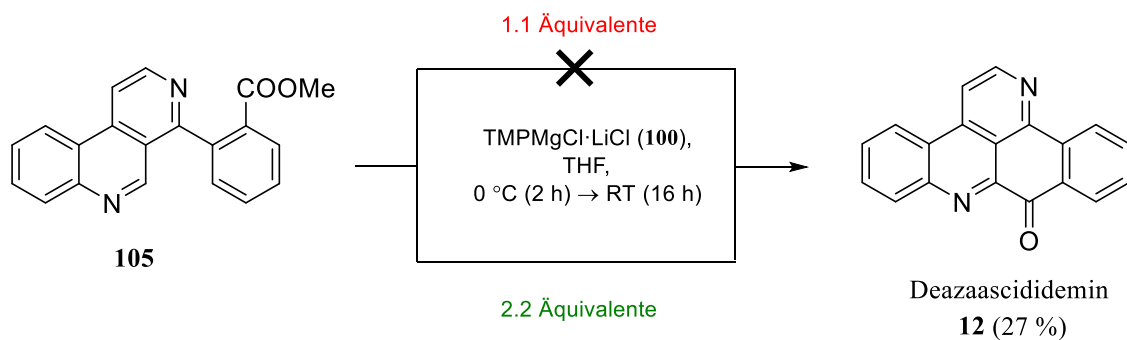 1.1 Äquivalente
N
COOMe
N
105
TMPMgCl·LiCl (100),
THF,
0 °C (2 h) → RT (16 h)
2.2 Äquivalente
N
N
O
Deazaascididemin
12 (27 %)